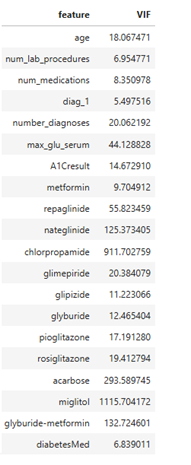 feature VIF
age 18.067471
num_lab_procedures 6.954771
num_medications 8.350978
diag_1 5.497516
number_diagnoses 20.062192
max_glu_serum 44.128828
A1Cresult 14.672910
metformin 9.704912
repaglinide 55.823459
nateglinide 125.373405
chlorpropamide 911.702759
glimepiride 20.384079
glipizide 11.223066
glyburide 12.465404
pioglitazone 17.191280
rosiglitazone 19.412794
acarbose 293.589745
miglitol 1115.704172
glyburide-metformin 132.724601
diabetesMed 6.839011